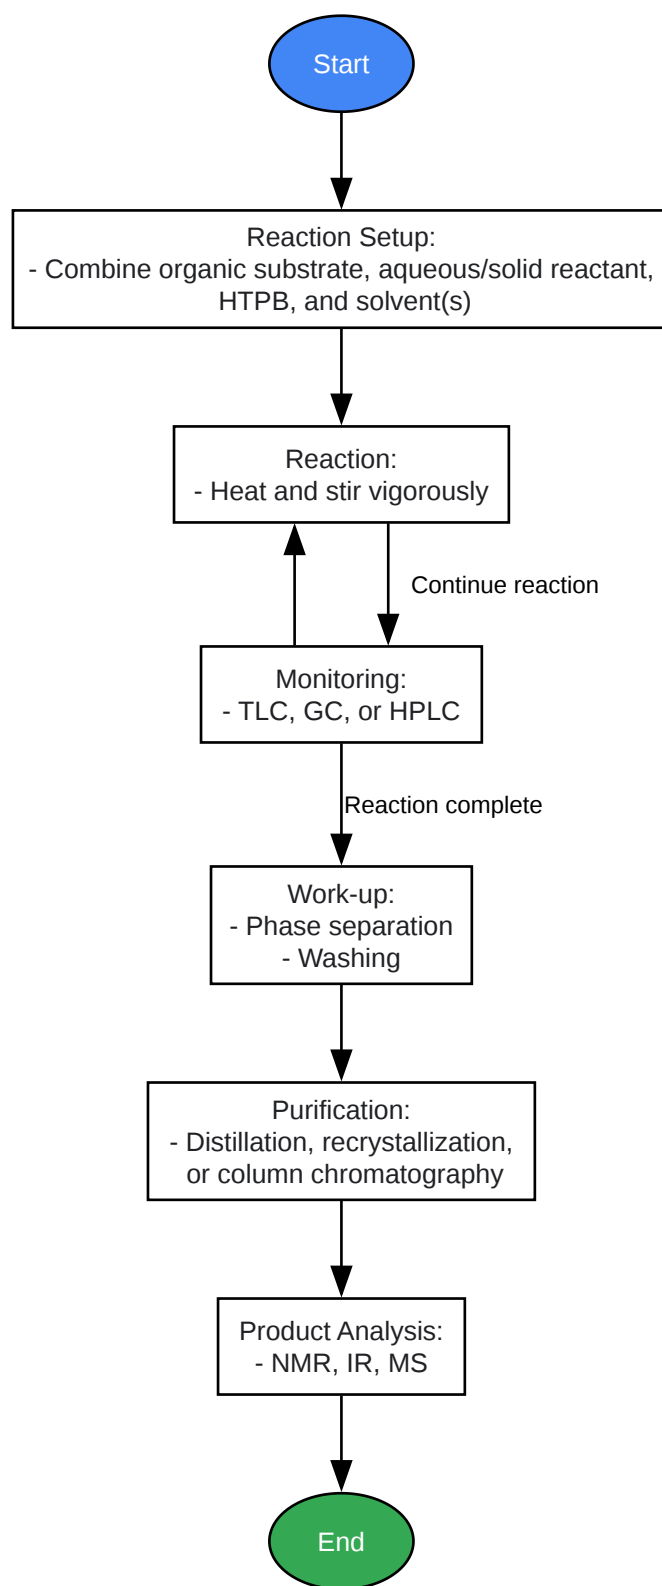 Start
Reaction Setup:
- Combine organic substrate, aqueous/solid reactant,
HTPB, and solvent(s)
Reaction:
- Heat and stir vigorously
Continue reaction
Monitoring:
- TLC, GC, or HPLC
Reaction complete
Work-up:
- Phase separation
- Washing
Purification:
- Distillation, recrystallization,
or column chromatography
Product Analysis:
- NMR, IR, MS
End